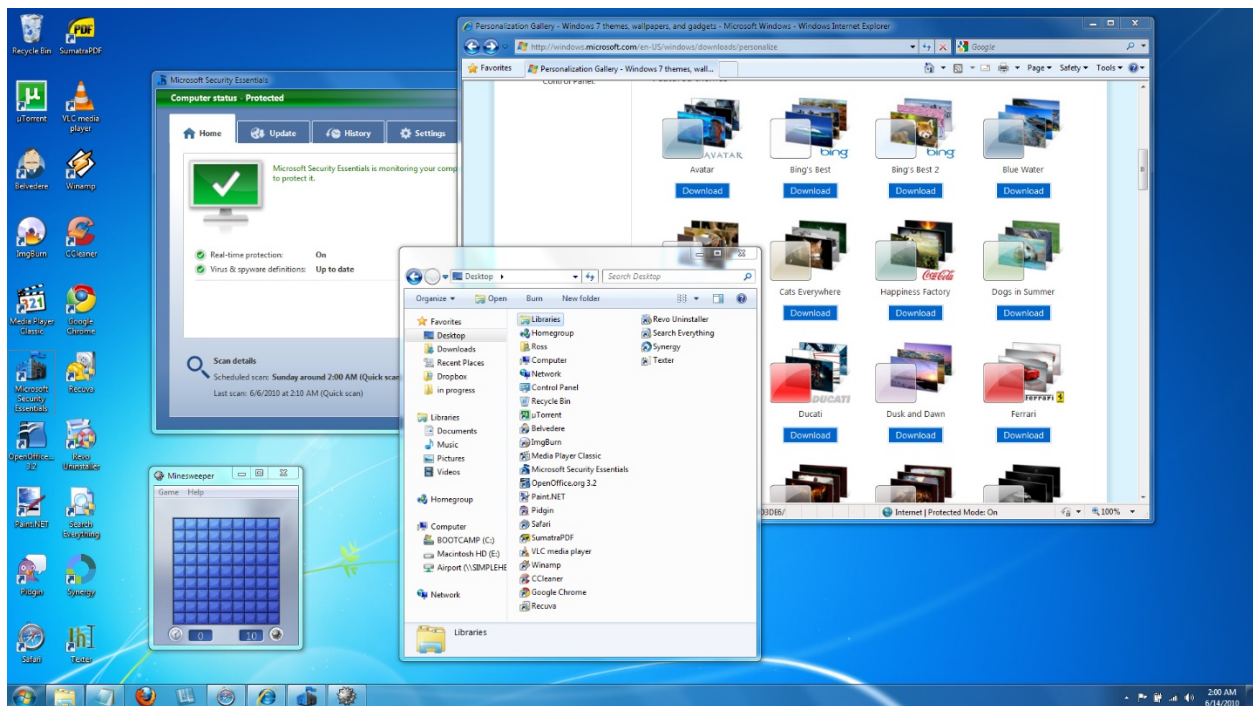 Recycle Bin
SumatraPDF
µTorrent
VLC media
player
Belvedere
Winamp
ImgBurn
CCleaner
Media Player
Classic
Google
Chrome
Microsoft
Security
Essentials
Recuva
OpenOffice...
3.2
Revo
Uninstaller
Paint.NET
Search
Everything
Pidgin
Synergy
Safari
Texter
Microsoft Security Essentials
Computer status - Protected
Home
Update
History
Settings
Microsoft Security Essentials is monitoring your comp
to protect it.
Real-time protection: On
Virus & spyware definitions: Up to date
Scan details
Scheduled scan: Sunday around 2:00 AM (Quick scan
Last scan: 6/6/2010 at 2:10 AM (Quick scan)
Minesweeper
Game Help
0
10
Personalization Gallery - Windows 7 themes, wallpapers, and gadgets - Microsoft Windows - Windows Internet Explorer
http://windows.microsoft.com/en-US/windows/downloads/personalize
Google
Favorites
Personalization Gallery - Windows 7 themes, wall...
Page Safety Tools
Control Panel.
AVATAR
bing
bing
Avatar
Bing's Best
Bing's Best 2
Blue Water
Download
Download
Download
Download
Coca-Cola
Cats Everywhere
Happiness Factory
Dogs in Summer
Download
Download
Download
DUCATI
Ferrari
Ducati
Dusk and Dawn
Ferrari
Download
Download
Download
03DE6/
Internet | Protected Mode: On
100%
Desktop
Search Desktop
Organize
Open
Burn
New folder
Favorites
Desktop
Downloads
Recent Places
Dropbox
in progress
Libraries
Documents
Music
Pictures
Videos
Homegroup
Computer
BOOTCAMP (C:)
Macintosh HD (E:)
Airport (\\SIMPLEHE
Network
Libraries
Homegroup
Ross
Computer
Network
Control Panel
Recycle Bin
µTorrent
Belvedere
ImgBurn
Media Player Classic
Microsoft Security Essentials
OpenOffice.org 3.2
Paint.NET
Pidgin
Safari
SumatraPDF
VLC media player
Winamp
CCleaner
Google Chrome
Recuva
Revo Uninstaller
Search Everything
Synergy
Texter
Libraries
2:00 AM
6/14/2010